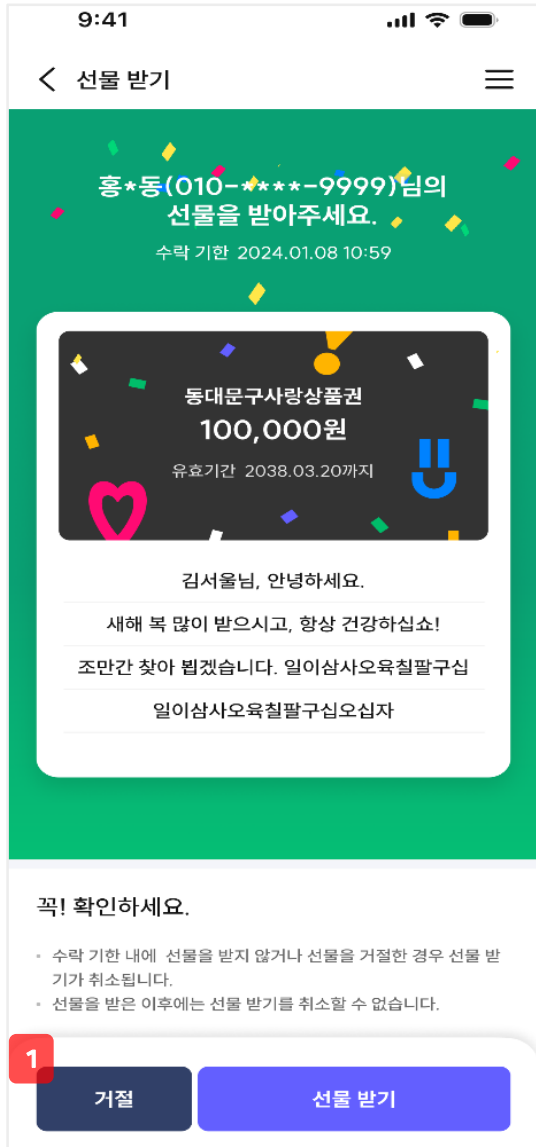 9:41
선물 받기
홍*동(010-****-9999)님의
선물을 받아주세요.
수락 기한 2024.01.08 10:59
동대문구사랑상품권
100,000원
유효기간 2038.03.20까지
김서울님, 안녕하세요.
새해 복 많이 받으시고, 항상 건강하십쇼!
조만간 찾아 뵙겠습니다. 일이삼사오육칠팔구십
일이삼사오육칠팔구십오십자
꼭! 확인하세요.
수락 기한 내에 선물을 받지 않거나 선물을 거절한 경우 선물 받
기가 취소됩니다.
선물을 받은 이후에는 선물 받기를 취소할 수 없습니다.
1
거절
선물 받기